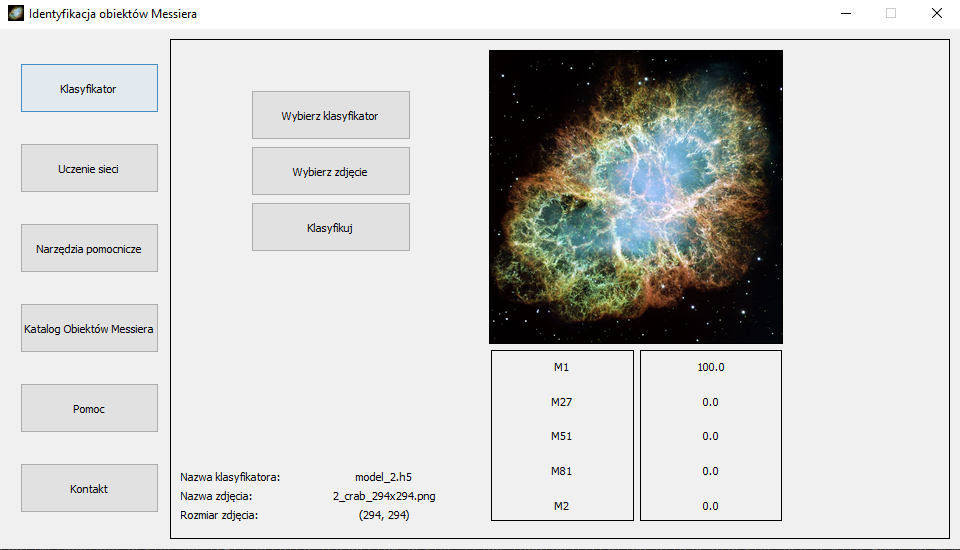 Identyfikacja obiektów Messiera
Klasyfikator
Uczenie sieci
Narzędzia pomocnicze
Katalog Obiektów Messiera
Pomoc
Kontakt
Wybierz klasyfikator
Wybierz zdjęcie
Klasyfikuj
Nazwa klasyfikatora: model_2.h5
Nazwa zdjęcia: 2_crab_294x294.png
Rozmiar zdjęcia: (294, 294)
M1 100.0
M27 0.0
M51 0.0
M81 0.0
M2 0.0